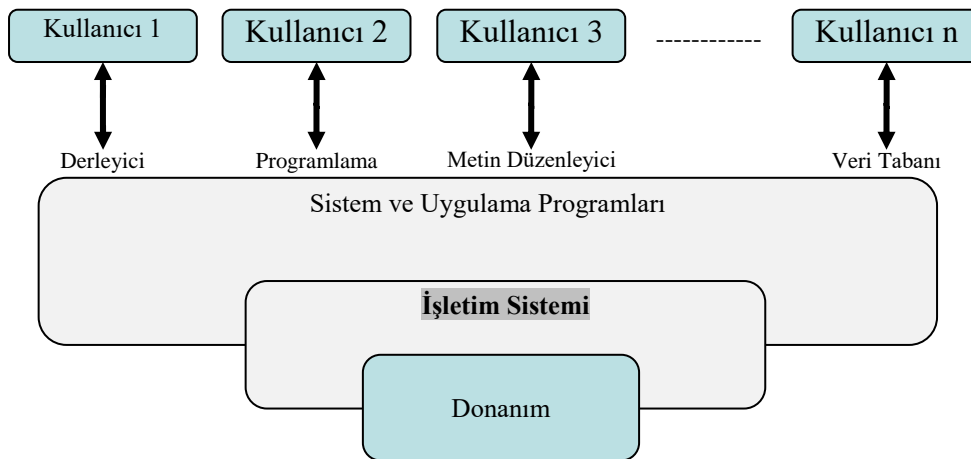 Kullanıcı 1
Kullanıcı 2
Kullanıcı 3
------------
Kullanıcı n
Derleyici
Programlama
Metin Düzenleyici
Veri Tabanı
Sistem ve Uygulama Programları
İşletim Sistemi
Donanım